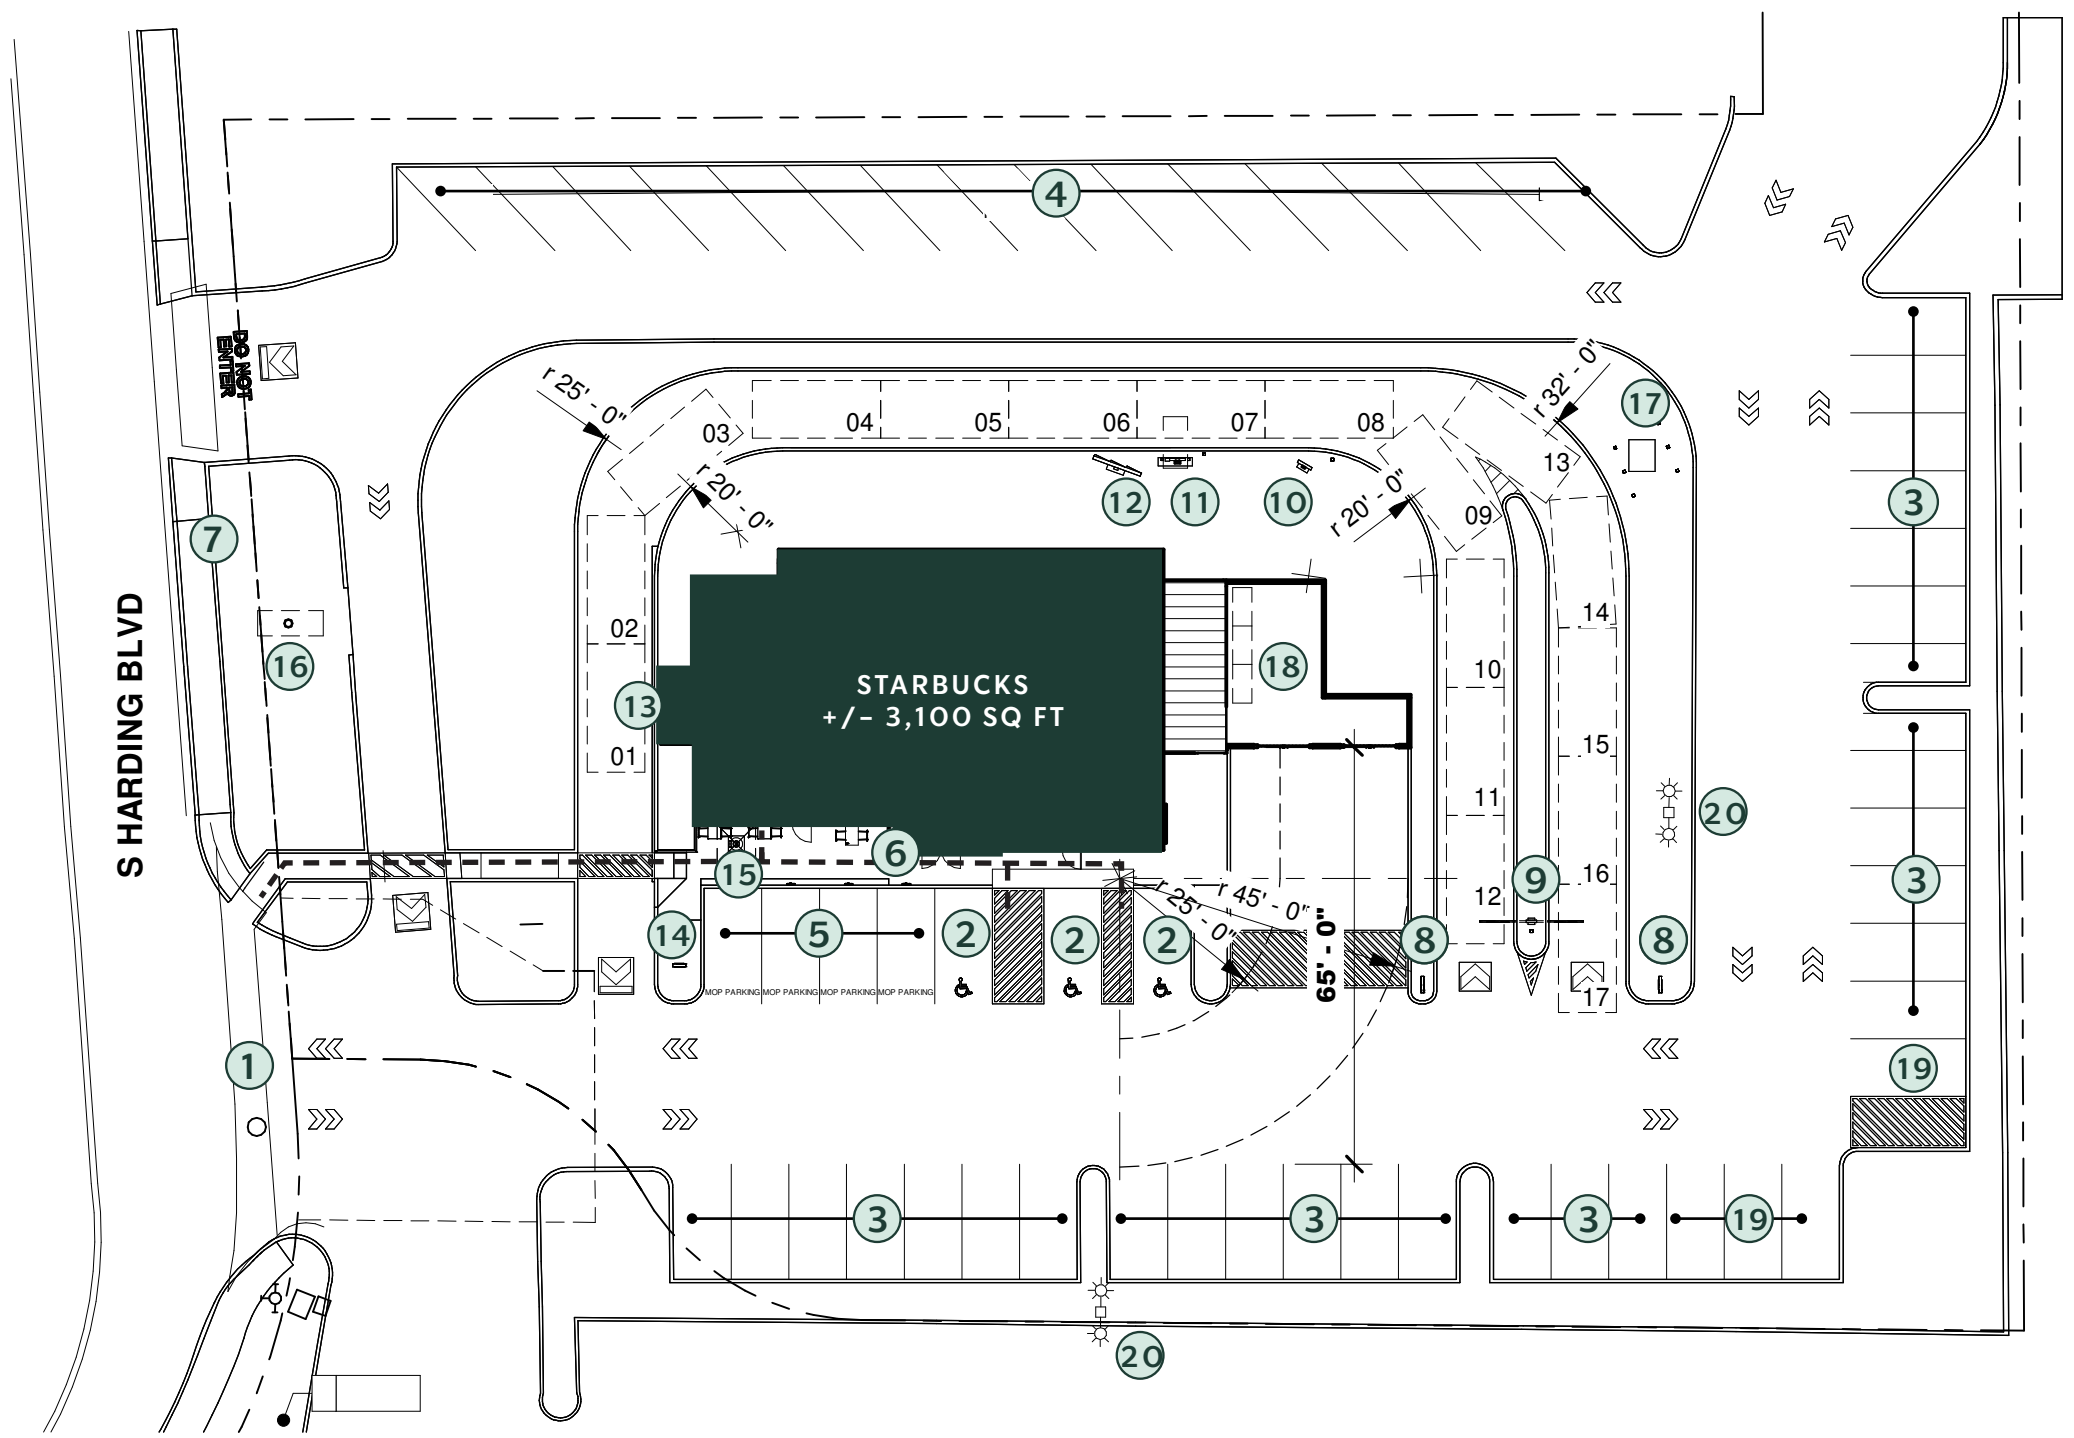 4
DO NOT
ENTER
r 25' - 0"
r 32' - 0"
17
03
04
05
06
07
08
13
r 20' - 0"
12
11
10
r 20' - 0"
09
3
7
S HARDING BLVD
16
02
14
13
STARBUCKS
+/– 3,100 SQ FT
18
10
01
15
11
20
6
15
16
12
9
3
r 25' - 0"
r 45' - 0"
65' - 0"
14
5
2
2
2
8
8
MOP PARKING
MOP PARKING
MOP PARKING
MOP PARKING
17
1
19
3
3
3
19
20